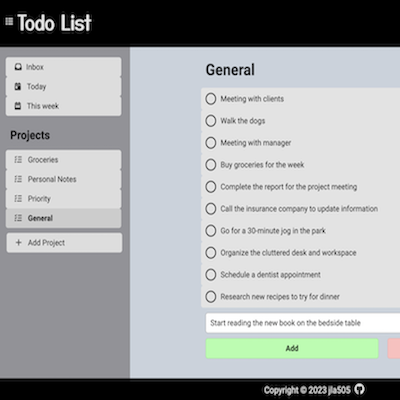 Todo List
Inbox
Today
This week
Projects
Groceries
Personal Notes
Priority
General
+ Add Project
General
Meeting with clients
Walk the dogs
Meeting with manager
Buy groceries for the week
Complete the report for the project meeting
Call the insurance company to update information
Go for a 30-minute jog in the park
Organize the cluttered desk and workspace
Schedule a dentist appointment
Research new recipes to try for dinner
Start reading the new book on the bedside table
Add
Copyright © 2023 jla505